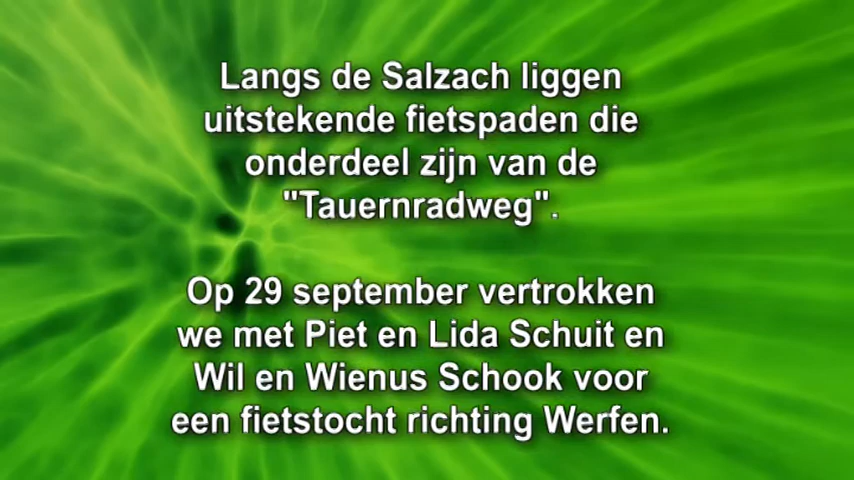 Langs de Salzach liggen
uitstekende fietspaden die
onderdeel zijn van de
"Tauernradweg".
Op 29 september vertrokken
we met Piet en Lida Schuit en
Wil en Wienus Schook voor
een fietstocht richting Werfen.